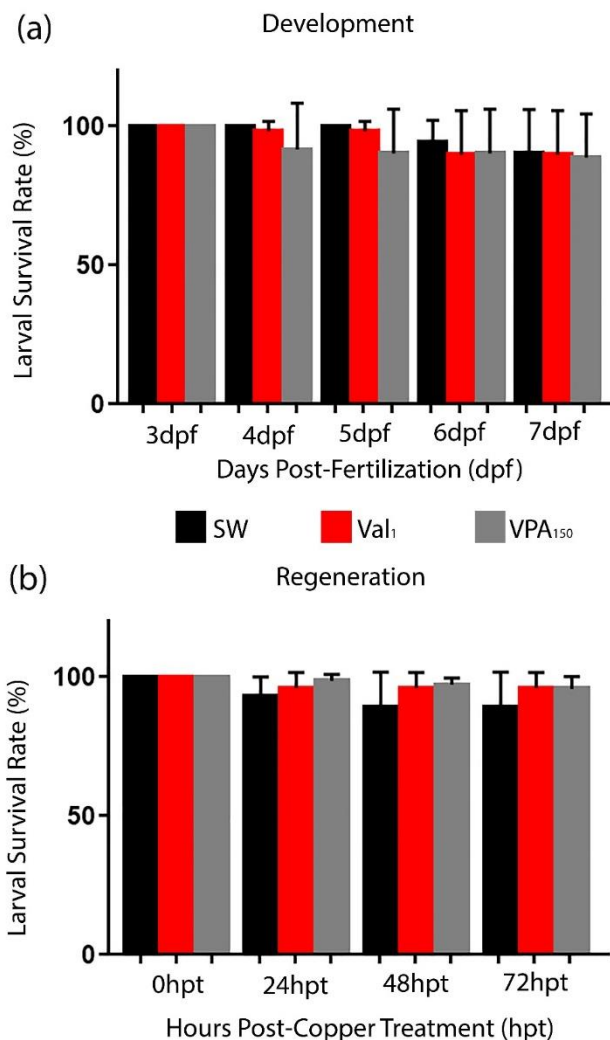 (a) Development
Larval Survival Rate (%)
100
50
0
3dpf 4dpf 5dpf 6dpf 7dpf
Days Post-Fertilization (dpf)
SW Val₁ VPA₁₅₀
(b) Regeneration
Larval Survival Rate (%)
100
50
0
0hpt 24hpt 48hpt 72hpt
Hours Post-Copper Treatment (hpt)